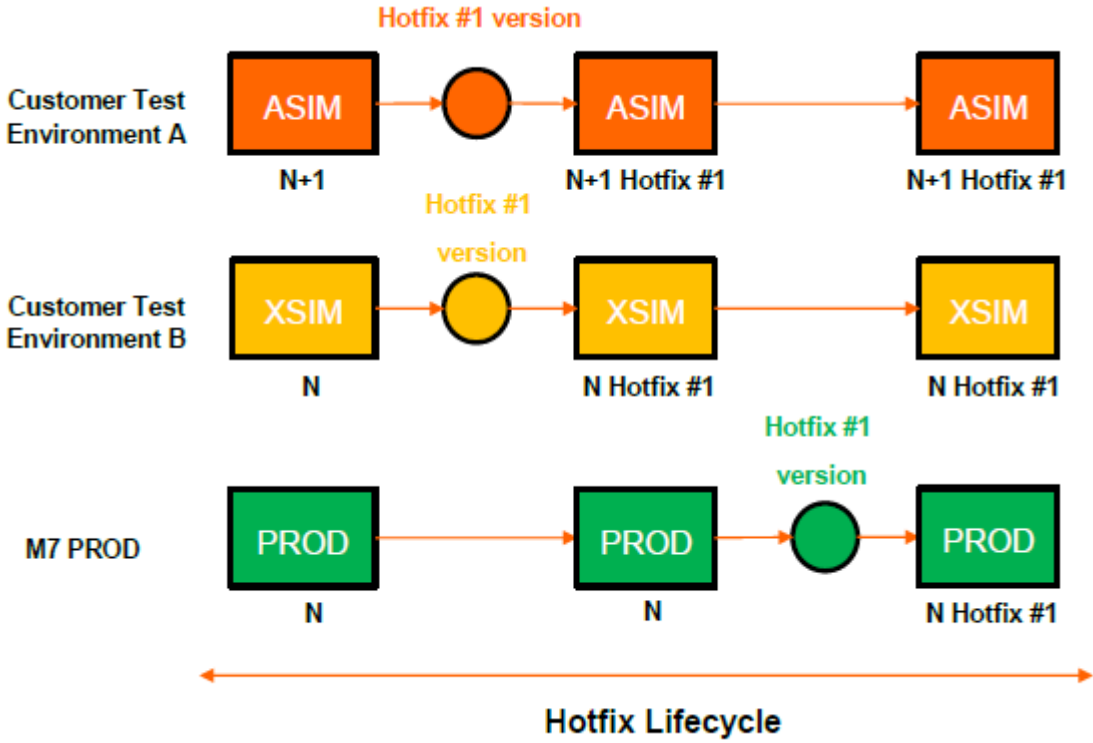 Hotfix #1 version
Customer Test
Environment A
ASIM
ASIM
ASIM
N+1
N+1 Hotfix #1
N+1 Hotfix #1
Hotfix #1
version
Customer Test
Environment B
XSIM
XSIM
XSIM
N
N Hotfix #1
N Hotfix #1
Hotfix #1
version
M7 PROD
PROD
PROD
PROD
N
N
N Hotfix #1
Hotfix Lifecycle